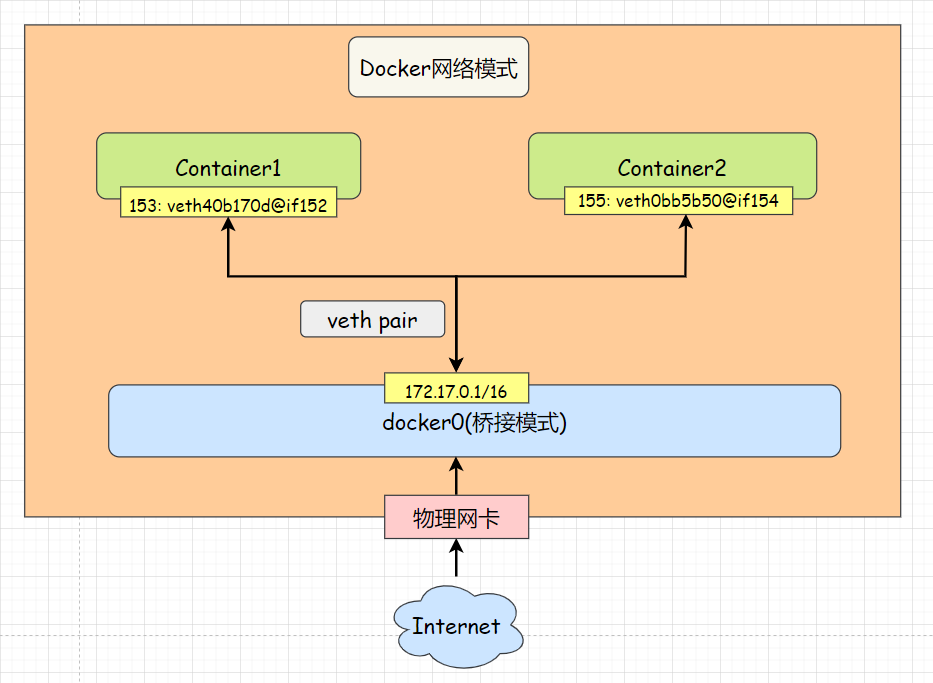 Docker网络模式
Container1
153: veth40b170d@if152
Container2
155: veth0bb5b50@if154
veth pair
172.17.0.1/16
docker0(桥接模式)
物理网卡
Internet